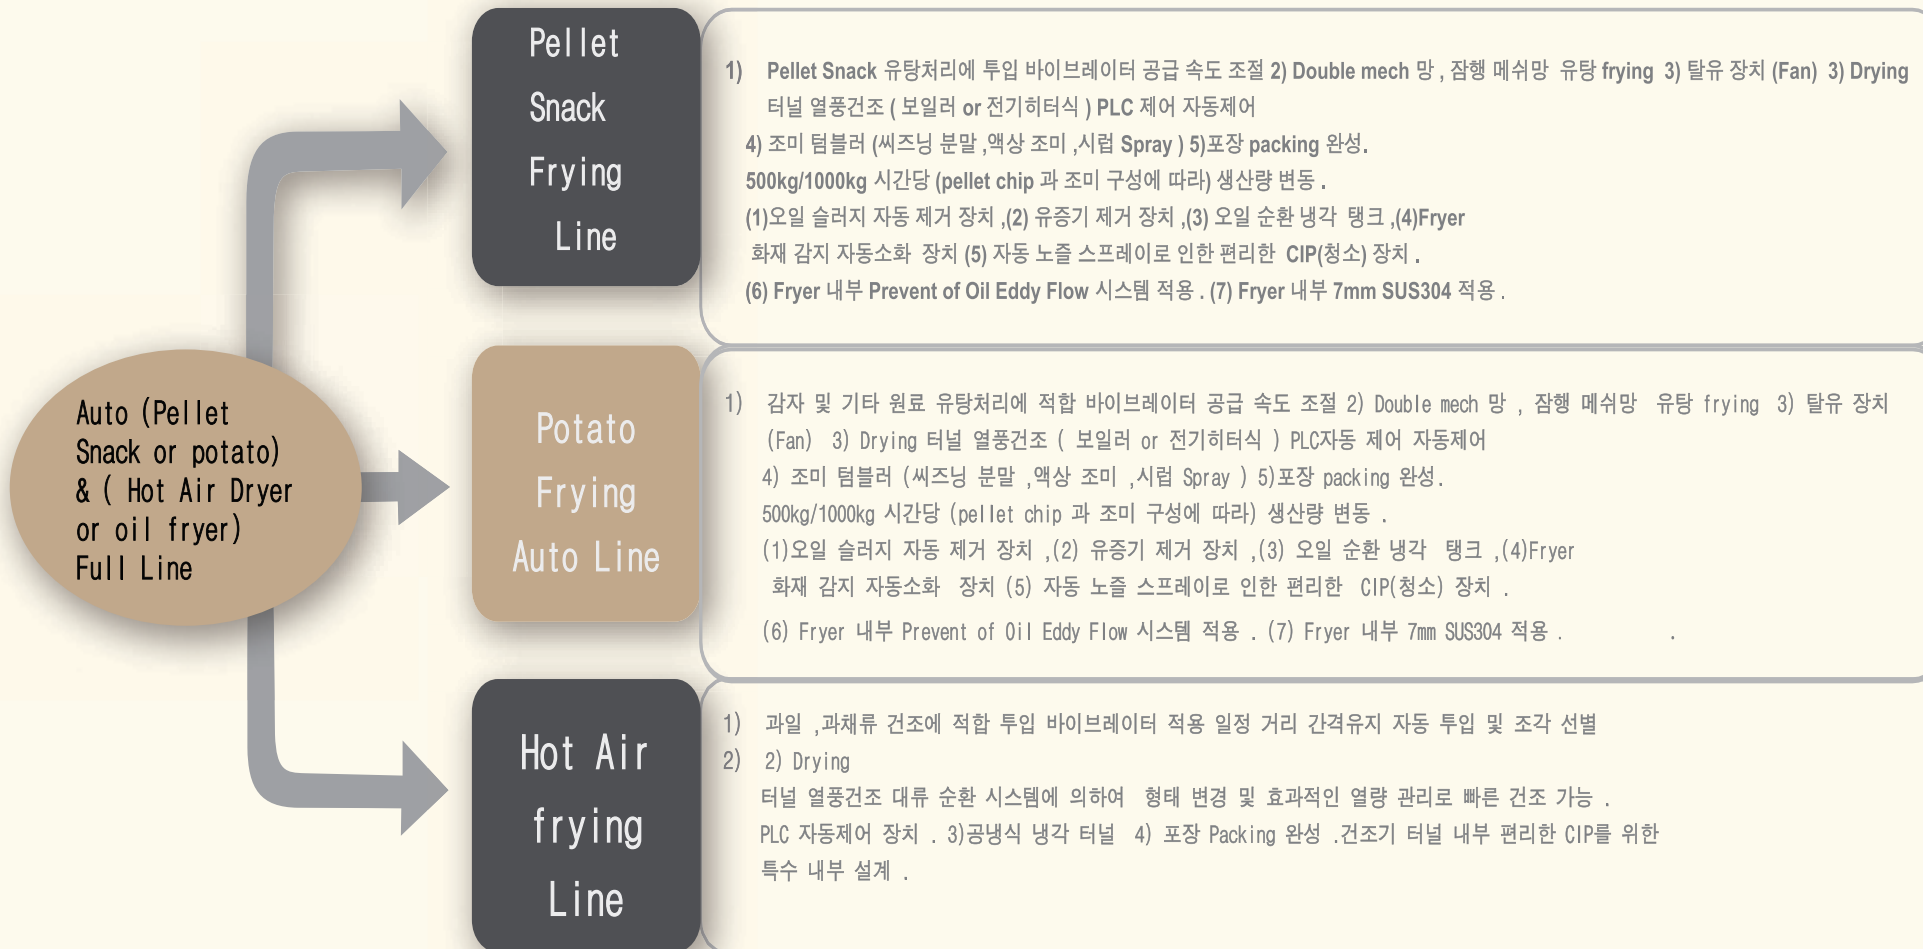 Auto (Pellet
Snack or potato)
& ( Hot Air Dryer
or oil fryer)
Full Line
Pellet
Snack
Frying
Line
1) Pellet Snack 유탕처리에 투입 바이브레이터 공급 속도 조절 2) Double mech 망 , 잠행 메쉬망 유탕 frying 3) 탈유 장치 (Fan) 3) Drying
터널 열풍건조 ( 보일러 or 전기히터식 ) PLC 제어 자동제어
4) 조미 텀블러 (씨즈닝 분말 ,액상 조미 ,시럽 Spray ) 5)포장 packing 완성.
500kg/1000kg 시간당 (pellet chip 과 조미 구성에 따라) 생산량 변동 .
(1)오일 슬러지 자동 제거 장치 ,(2) 유증기 제거 장치 ,(3) 오일 순환 냉각 탱크 ,(4)Fryer
화재 감지 자동소화 장치 (5) 자동 노즐 스프레이로 인한 편리한 CIP(청소) 장치 .
(6) Fryer 내부 Prevent of Oil Eddy Flow 시스템 적용 . (7) Fryer 내부 7mm SUS304 적용 .
Potato
Frying
Auto Line
1) 감자 및 기타 원료 유탕처리에 적합 바이브레이터 공급 속도 조절 2) Double mech 망 , 잠행 메쉬망 유탕 frying 3) 탈유 장치
(Fan) 3) Drying 터널 열풍건조 ( 보일러 or 전기히터식 ) PLC자동 제어 자동제어
4) 조미 텀블러 (씨즈닝 분말 ,액상 조미 ,시럽 Spray ) 5)포장 packing 완성.
500kg/1000kg 시간당 (pellet chip 과 조미 구성에 따라) 생산량 변동 .
(1)오일 슬러지 자동 제거 장치 ,(2) 유증기 제거 장치 ,(3) 오일 순환 냉각 탱크 ,(4)Fryer
화재 감지 자동소화 장치 (5) 자동 노즐 스프레이로 인한 편리한 CIP(청소) 장치 .
(6) Fryer 내부 Prevent of Oil Eddy Flow 시스템 적용 . (7) Fryer 내부 7mm SUS304 적용 . .
Hot Air
frying
Line
1) 과일 ,과채류 건조에 적합 투입 바이브레이터 적용 일정 거리 간격유지 자동 투입 및 조각 선별
2) 2) Drying
터널 열풍건조 대류 순환 시스템에 의하여 형태 변경 및 효과적인 열량 관리로 빠른 건조 가능 .
PLC 자동제어 장치 . 3)공냉식 냉각 터널 4) 포장 Packing 완성 .건조기 터널 내부 편리한 CIP를 위한
특수 내부 설계 .